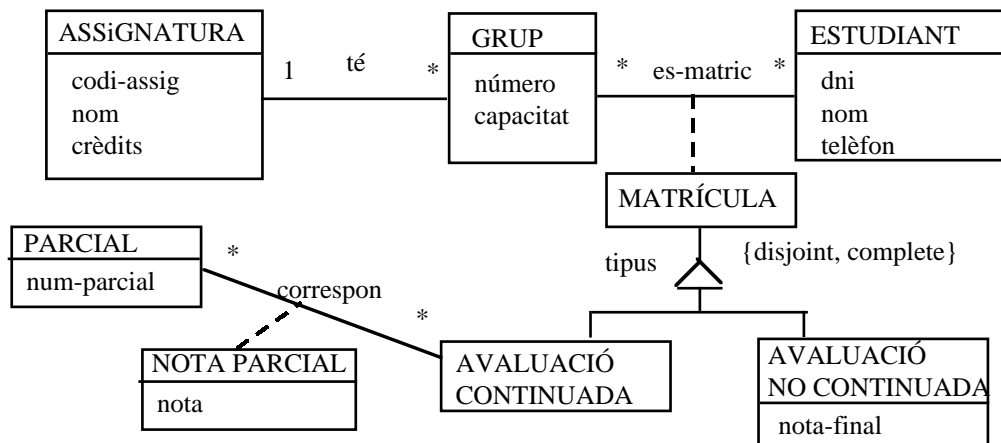 ASSiGNATURA
codi-assig
nom
crèdits
1
té
*
GRUP
número
capacitat
*
es-matric
*
ESTUDIANT
dni
nom
telèfon
MATRÍCULA
tipus
{disjoint, complete}
PARCIAL
num-parcial
*
correspon
*
NOTA PARCIAL
nota
AVALUACIÓ
CONTINUADA
AVALUACIÓ
NO CONTINUADA
nota-final